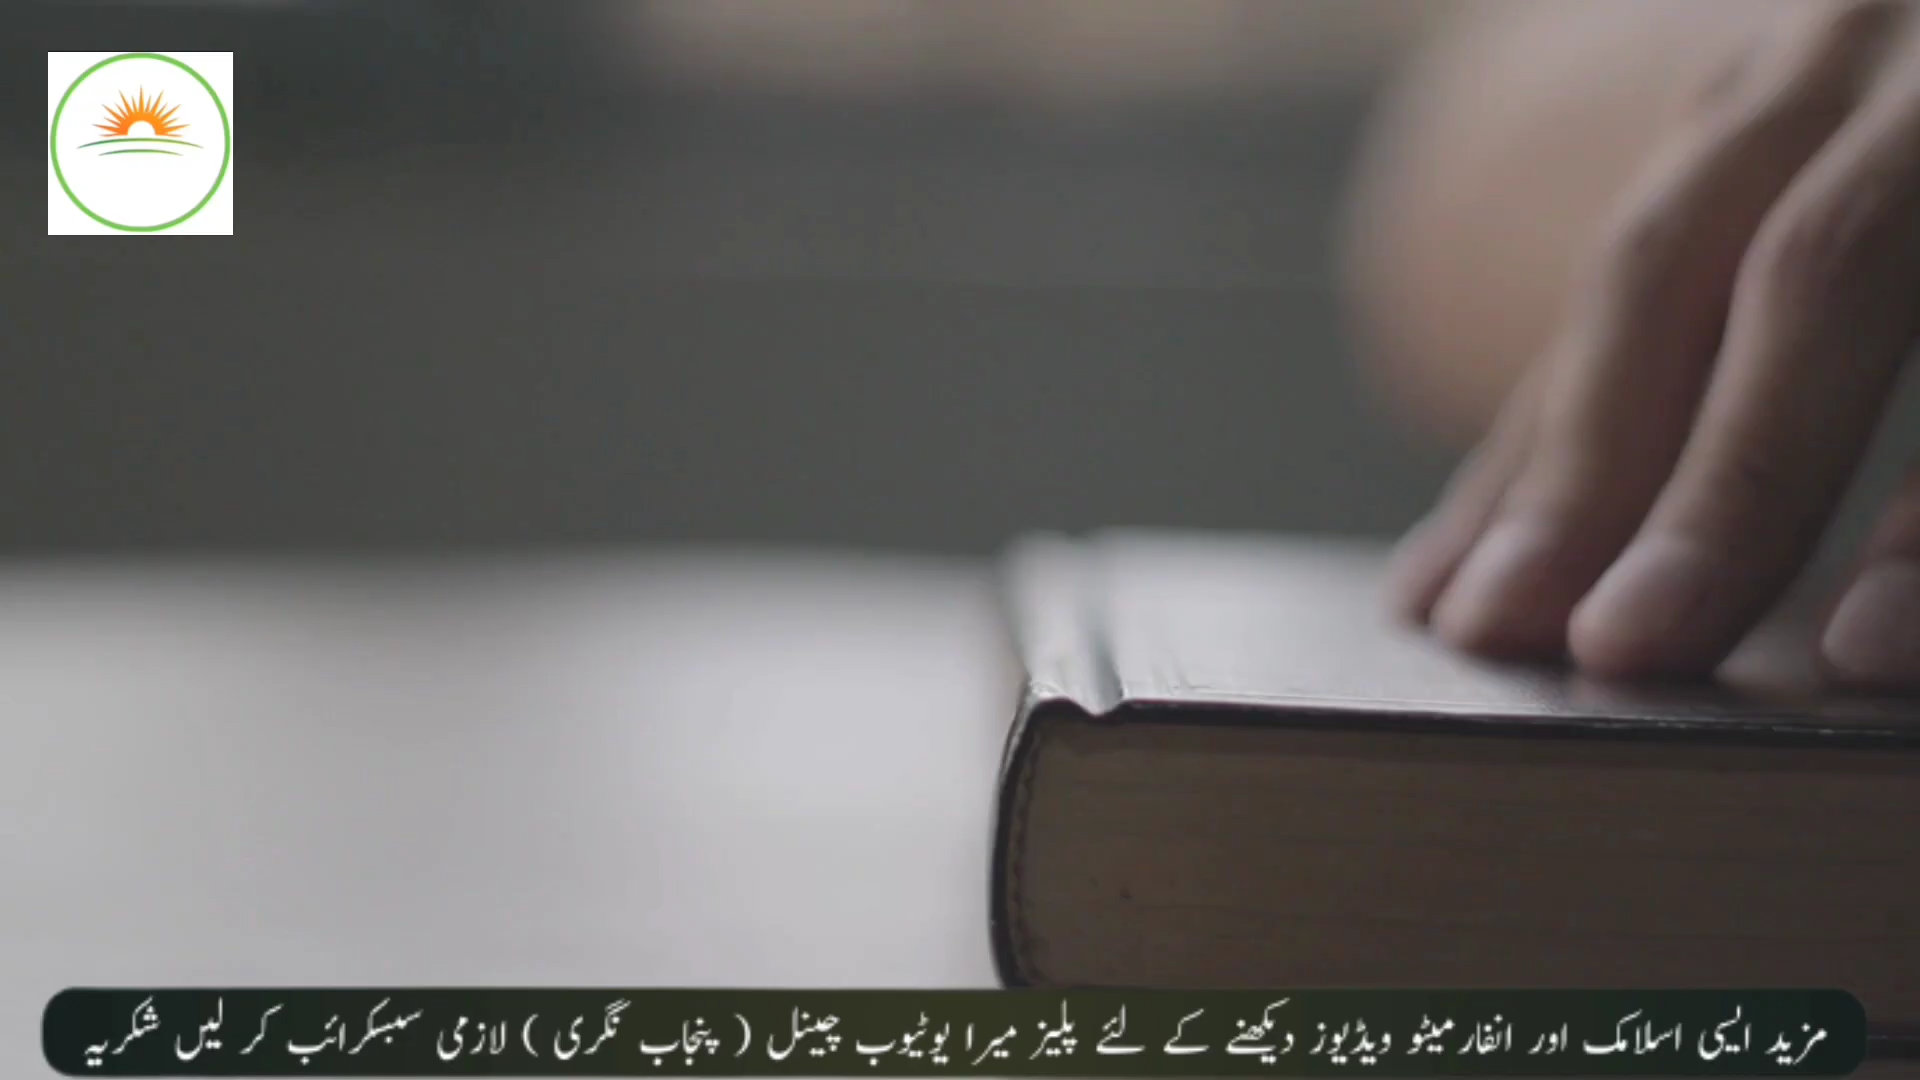 مزید ایسی اسلامک اور انفارمیٹو ویڈیوز دیکھنے کے لئے پلیز میرا یوٹیوب چینل ( پنجاب نگری ) لازمی سبسکرائب کر لیں شکریہ